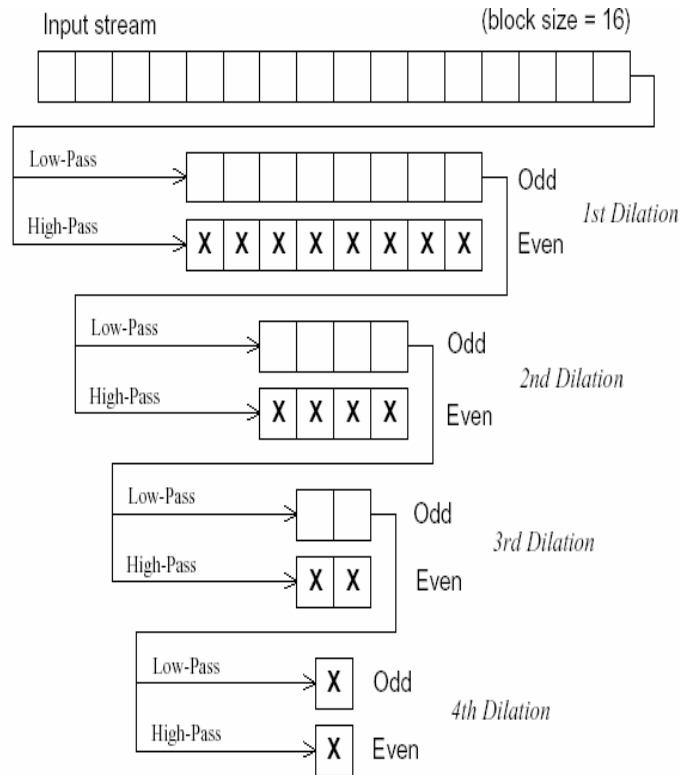 Input stream (block size = 16)
Low-Pass Odd
1st Dilation
High-Pass X X X X X X X X Even
Low-Pass Odd
2nd Dilation
High-Pass X X X X Even
Low-Pass Odd
3rd Dilation
High-Pass X X Even
Low-Pass X Odd
4th Dilation
High-Pass X Even